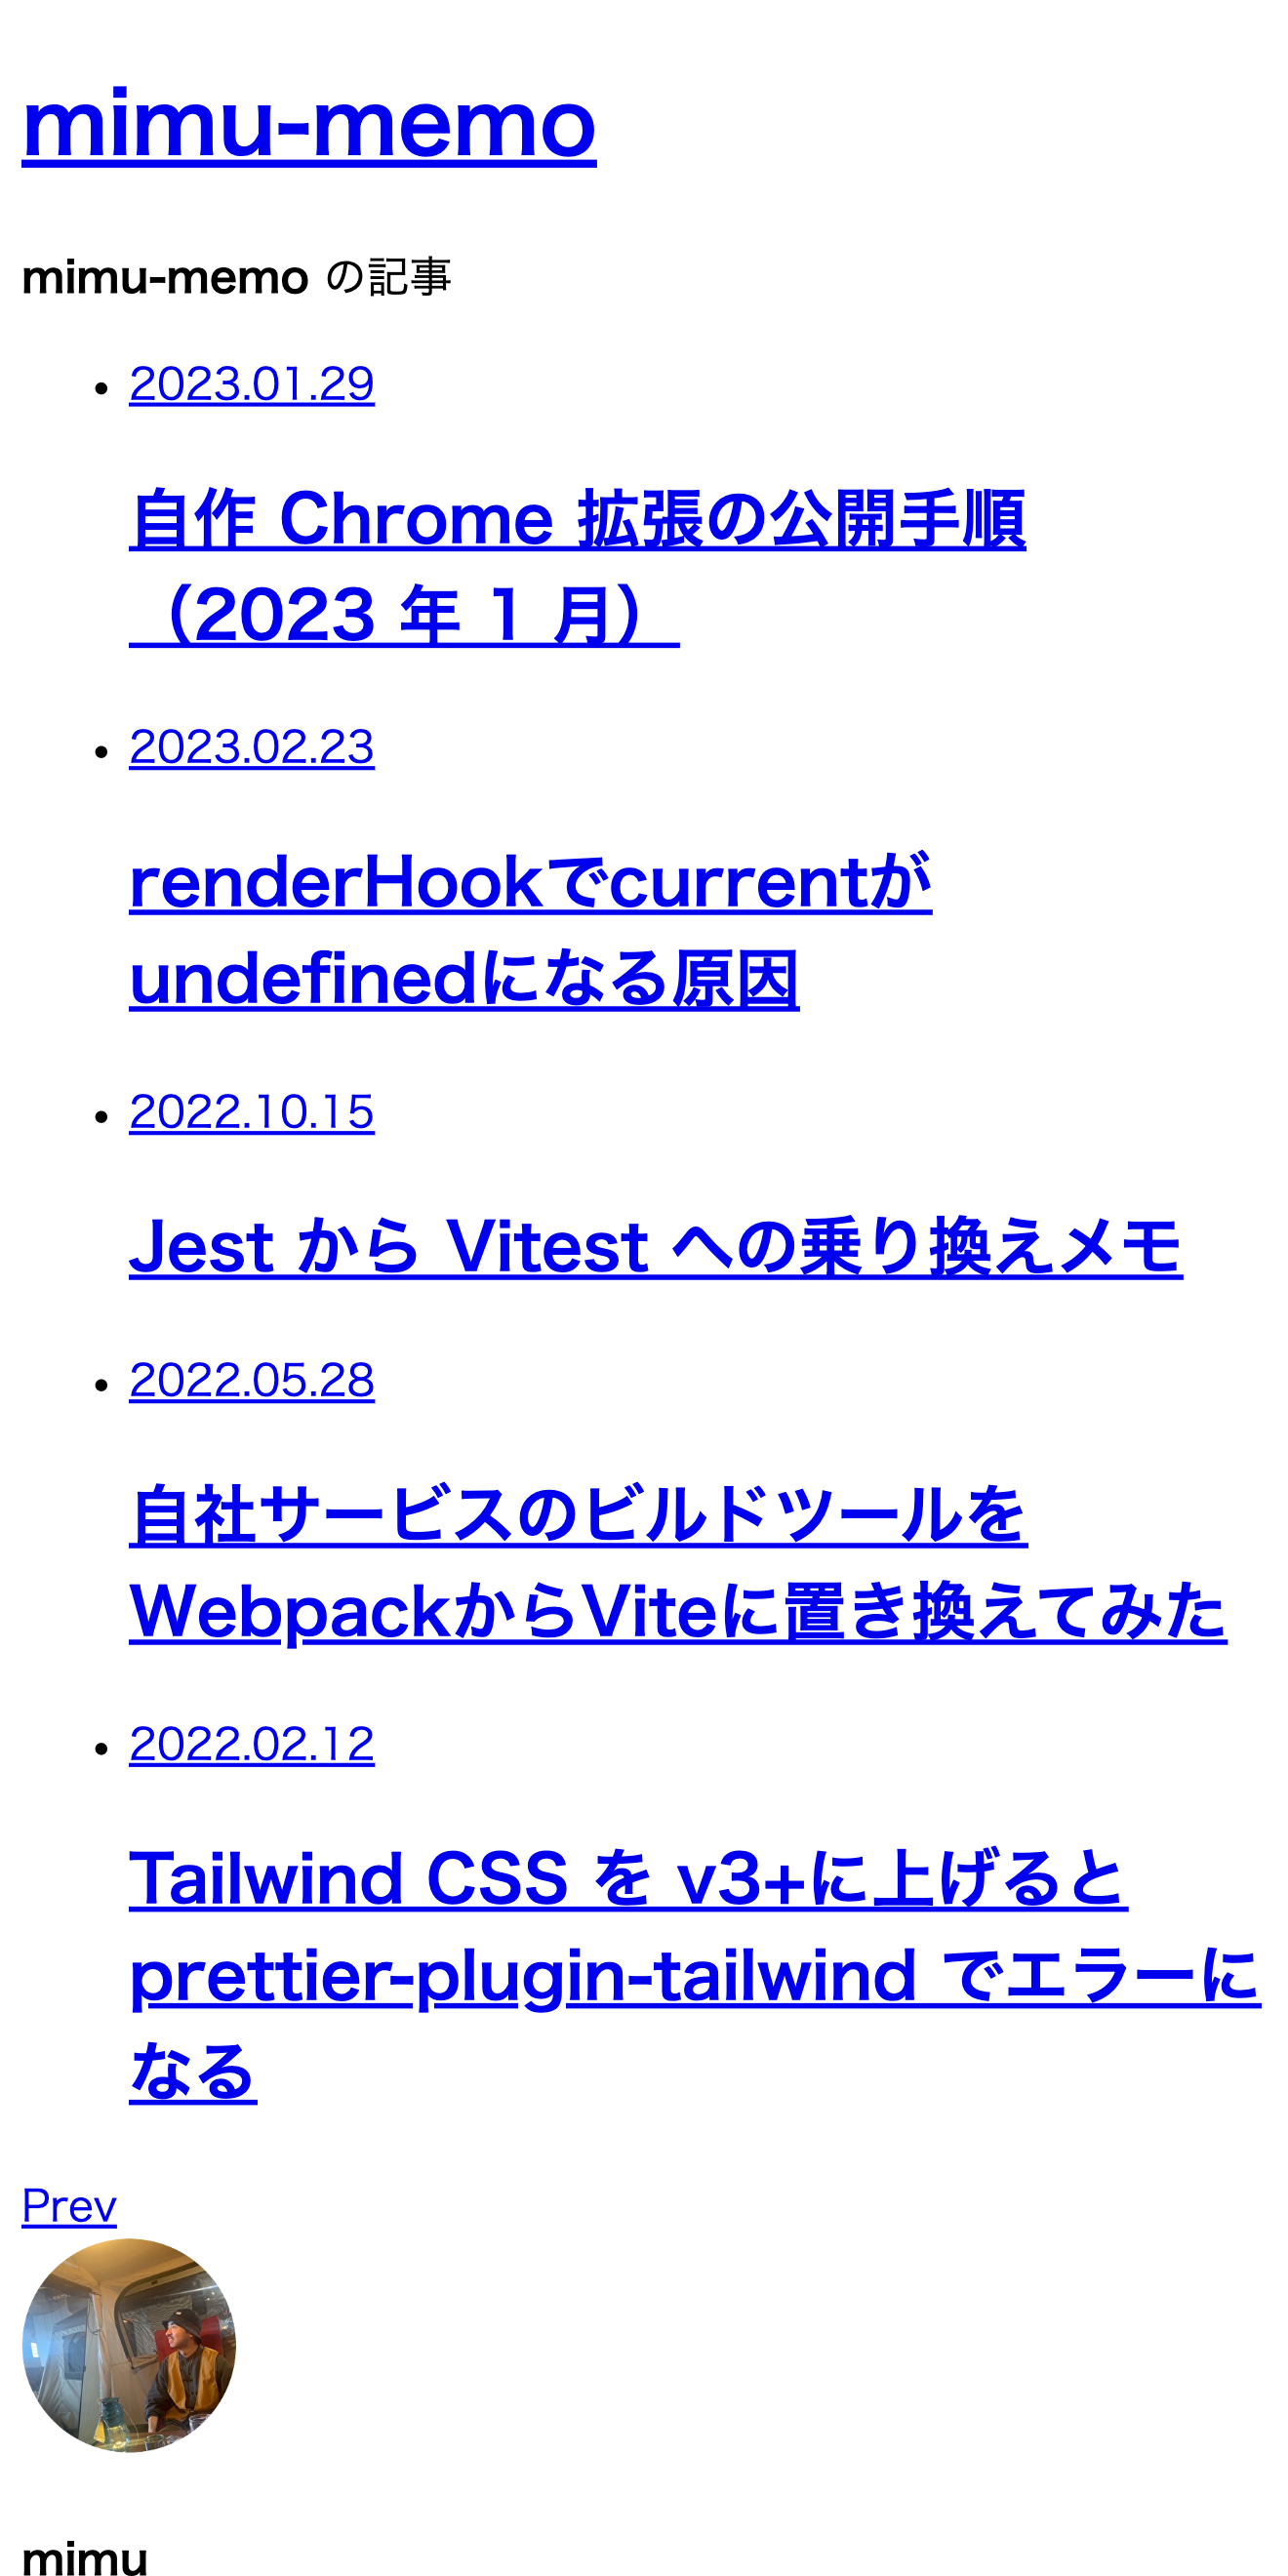 mimu-memo
mimu-memo の記事
2023.01.29
自作 Chrome 拡張の公開手順
（2023 年 1 月）
2023.02.23
renderHookでcurrentが
undefinedになる原因
2022.10.15
Jest から Vitest への乗り換えメモ
2022.05.28
自社サービスのビルドツールを
WebpackからViteに置き換えてみた
2022.02.12
Tailwind CSS を v3+に上げると
prettier-plugin-tailwind でエラーに
なる
Prev
mimu